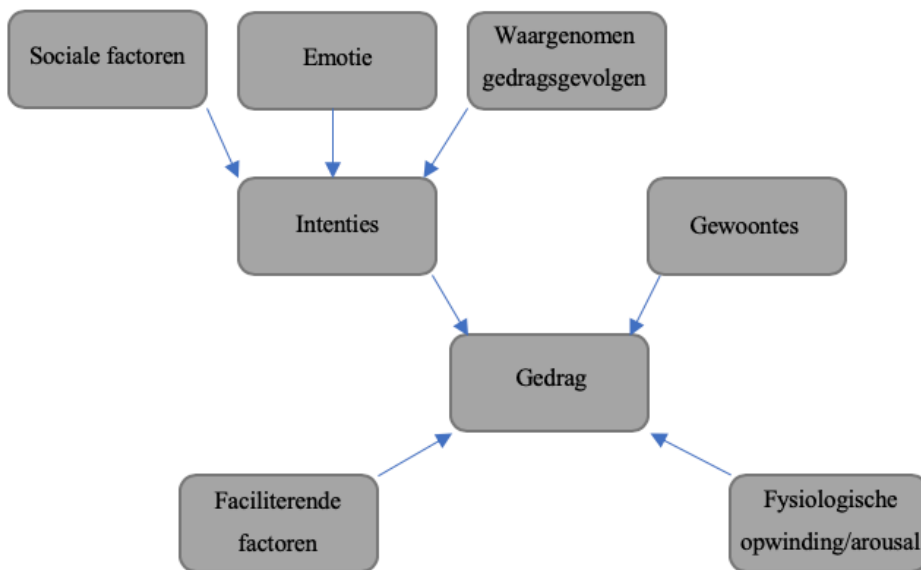 Sociale factoren
Emotie
Waargenomen
gedragsgevolgen
Intenties
Gewoontes
Gedrag
Faciliterende
factoren
Fysiologische
opwinding/arousal